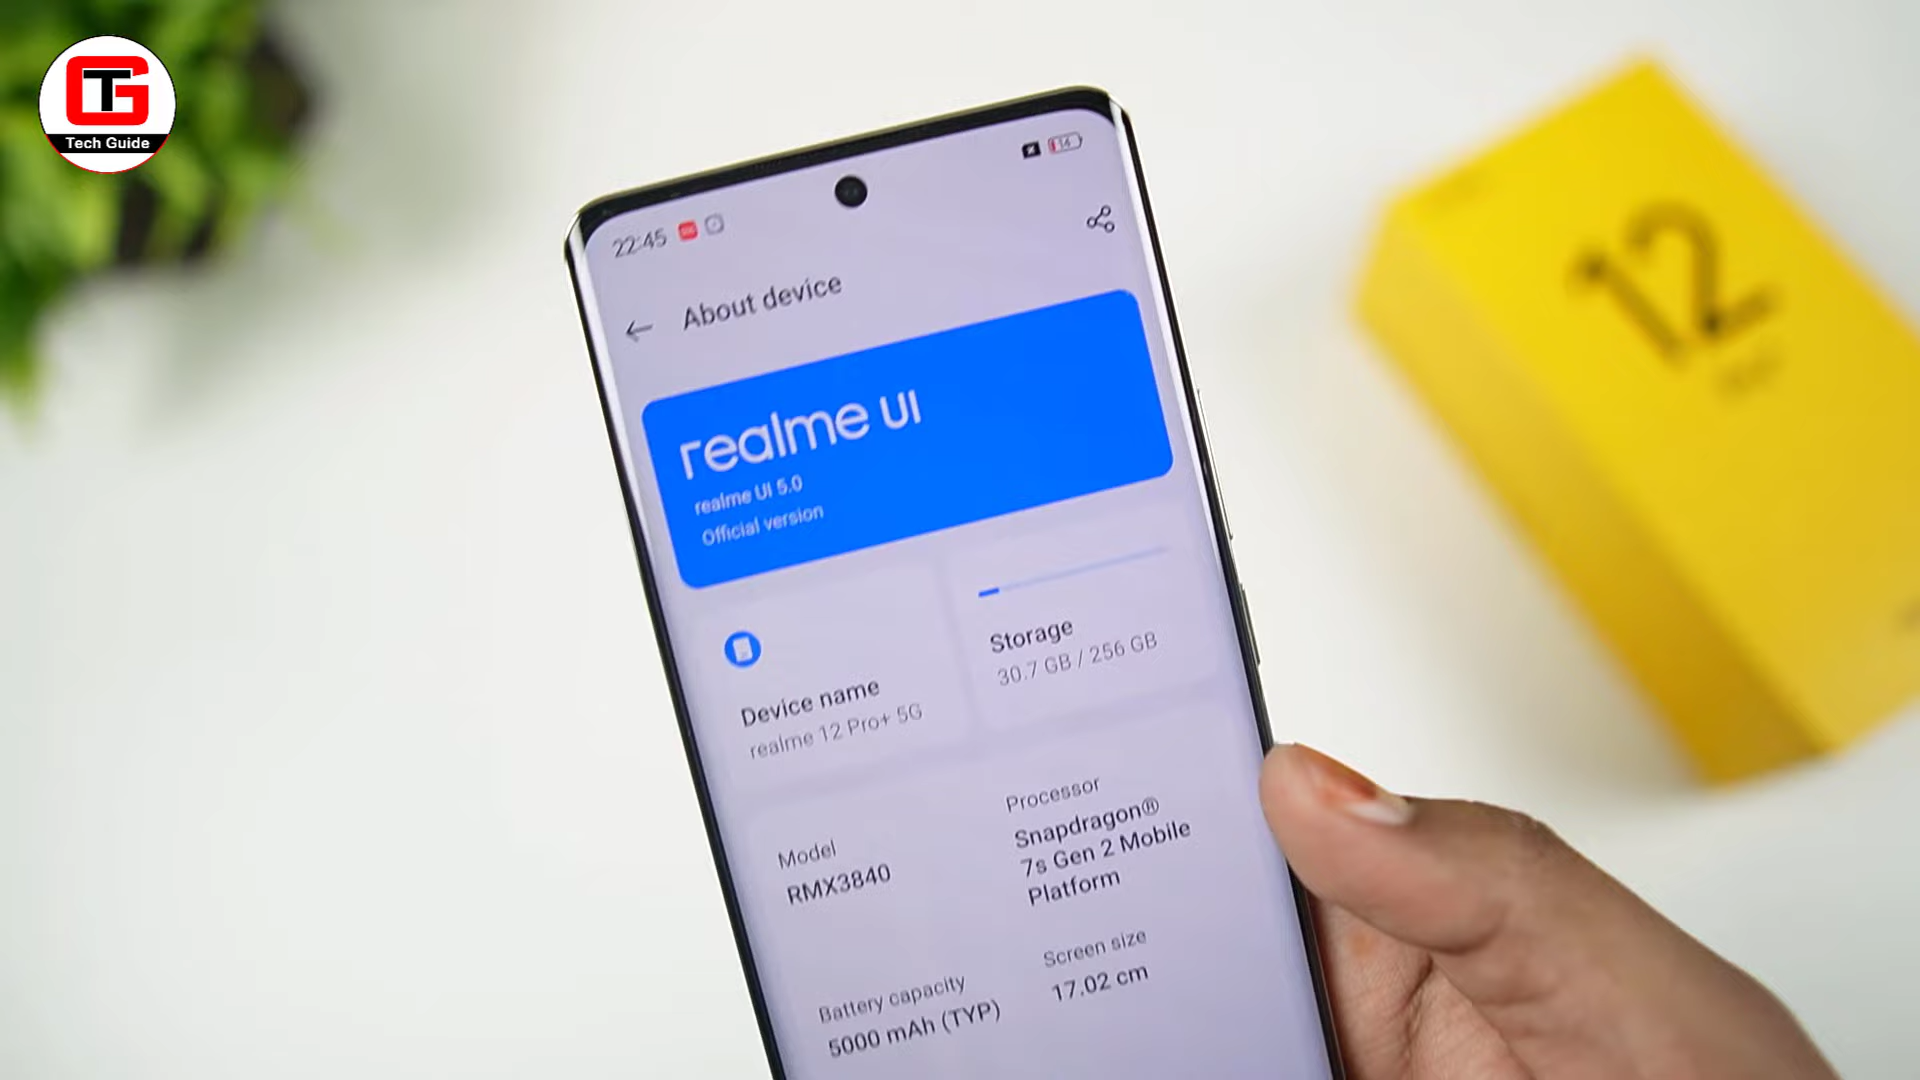 TG
Tech Guide
22:45
14
About device
realme UI
realme UI 5.0
Official version
Storage
30.7 GB / 256 GB
Device name
realme 12 Pro+ 5G
Processor
Snapdragon®
7s Gen 2 Mobile
Platform
Model
RMX3840
Screen size
17.02 cm
Battery capacity
5000 mAh (TYP)
12